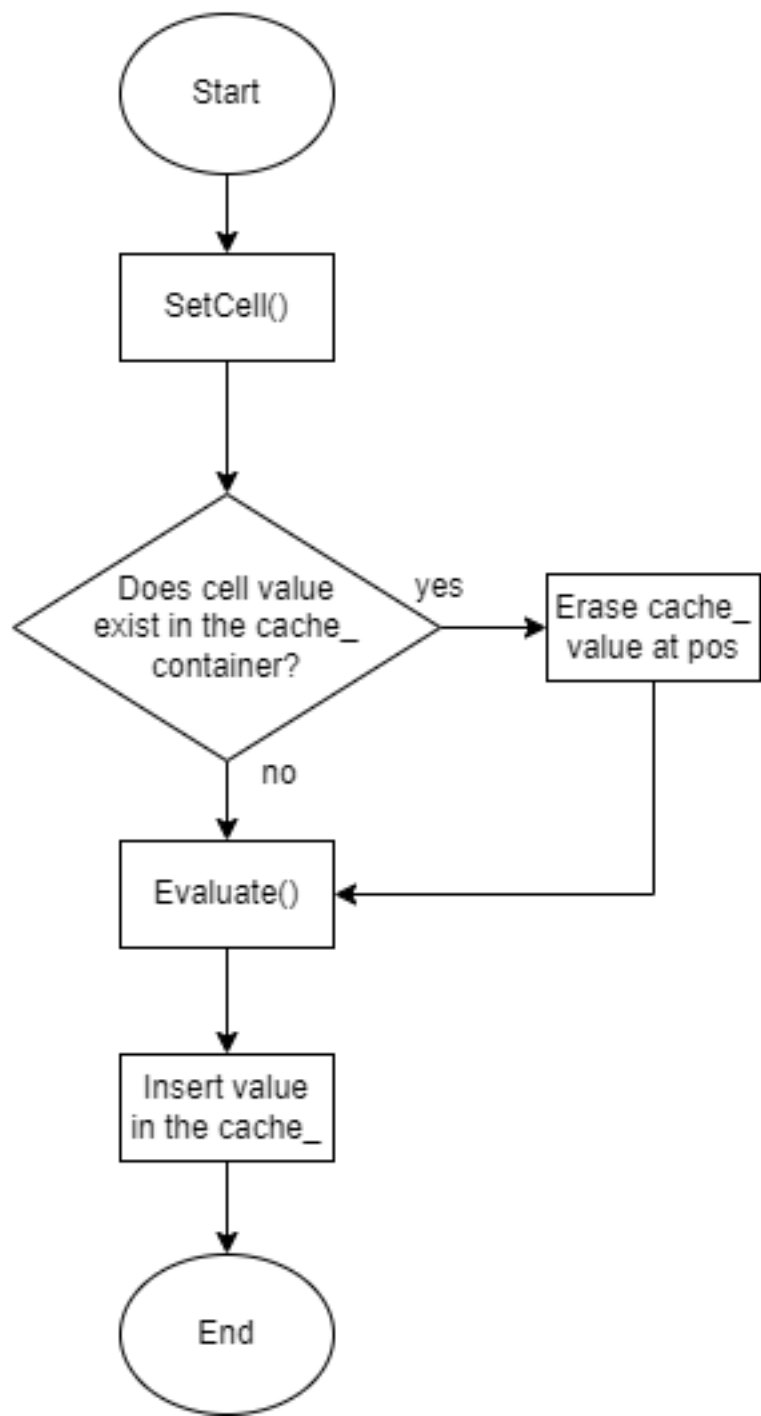 Start
SetCell()
Does cell value
exist in the cache_
container?
yes
Erase cache_
value at pos
no
Evaluate()
Insert value
in the cache_
End